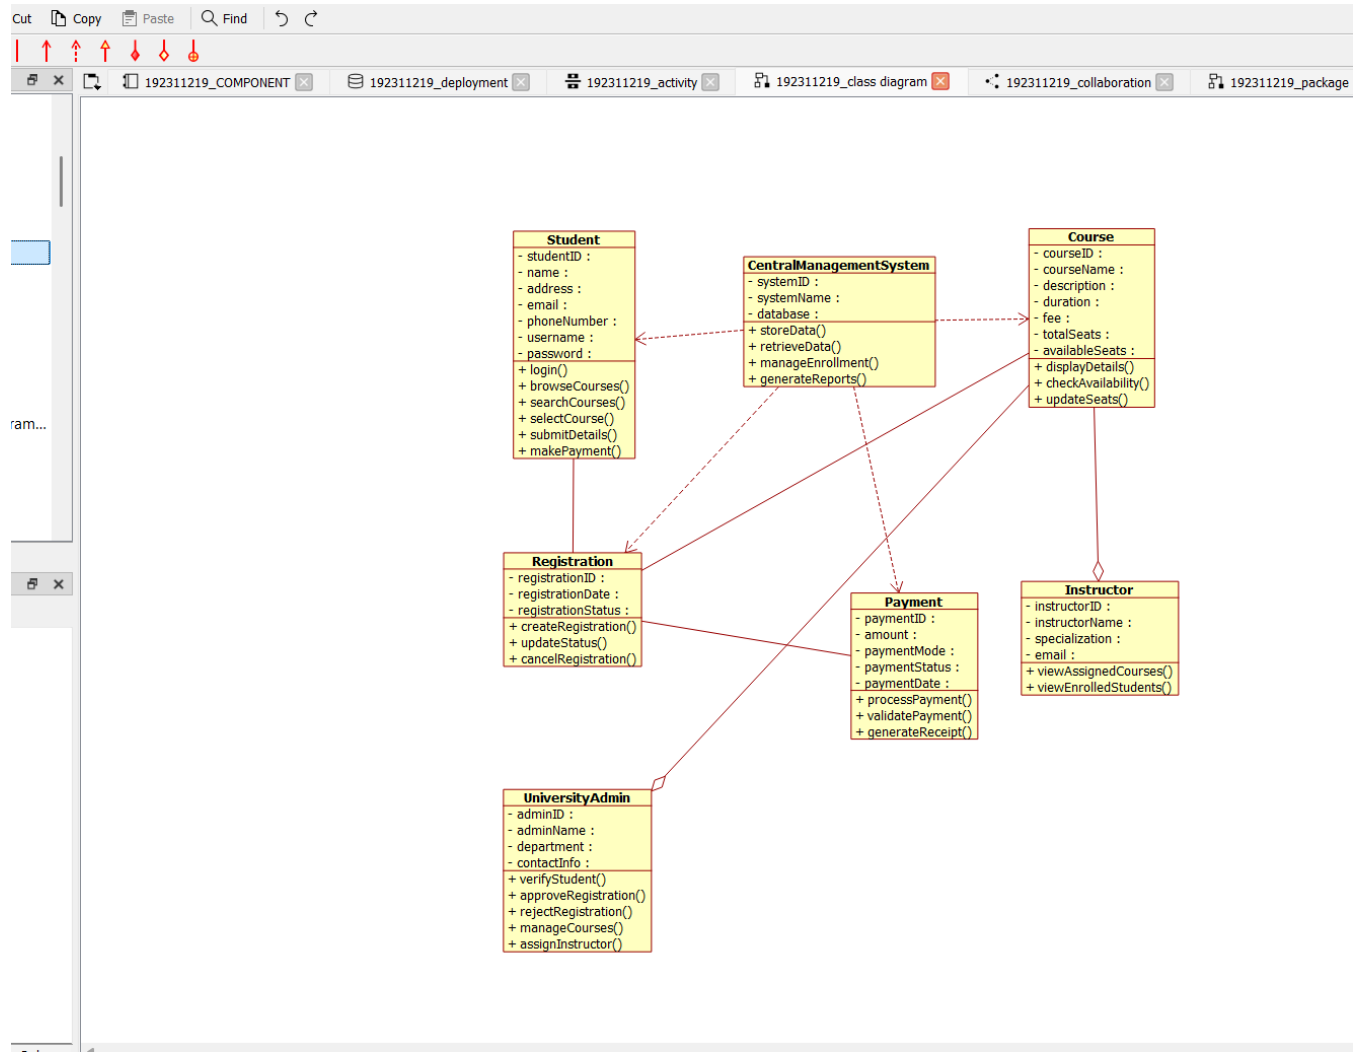 Cut Copy Paste Find
192311219_COMPONENT 192311219_deployment 192311219_activity 192311219_class diagram 192311219_collaboration 192311219_package
ram...
Student
- studentID :
- name :
- address :
- email :
- phoneNumber :
- username :
- password :
+ login()
+ browseCourses()
+ searchCourses()
+ selectCourse()
+ submitDetails()
+ makePayment()
CentralManagementSystem
- systemID :
- systemName :
- database :
+ storeData()
+ retrieveData()
+ manageEnrollment()
+ generateReports()
Course
- courseID :
- courseName :
- description :
- duration :
- fee :
- totalSeats :
- availableSeats :
+ displayDetails()
+ checkAvailability()
+ updateSeats()
Registration
- registrationID :
- registrationDate :
- registrationStatus :
+ createRegistration()
+ updateStatus()
+ cancelRegistration()
Payment
- paymentID :
- amount :
- paymentMode :
- paymentStatus :
- paymentDate :
+ processPayment()
+ validatePayment()
+ generateReceipt()
Instructor
- instructorID :
- instructorName :
- specialization :
- email :
+ viewAssignedCourses()
+ viewEnrolledStudents()
UniversityAdmin
- adminID :
- adminName :
- department :
- contactInfo :
+ verifyStudent()
+ approveRegistration()
+ rejectRegistration()
+ manageCourses()
+ assignInstructor()